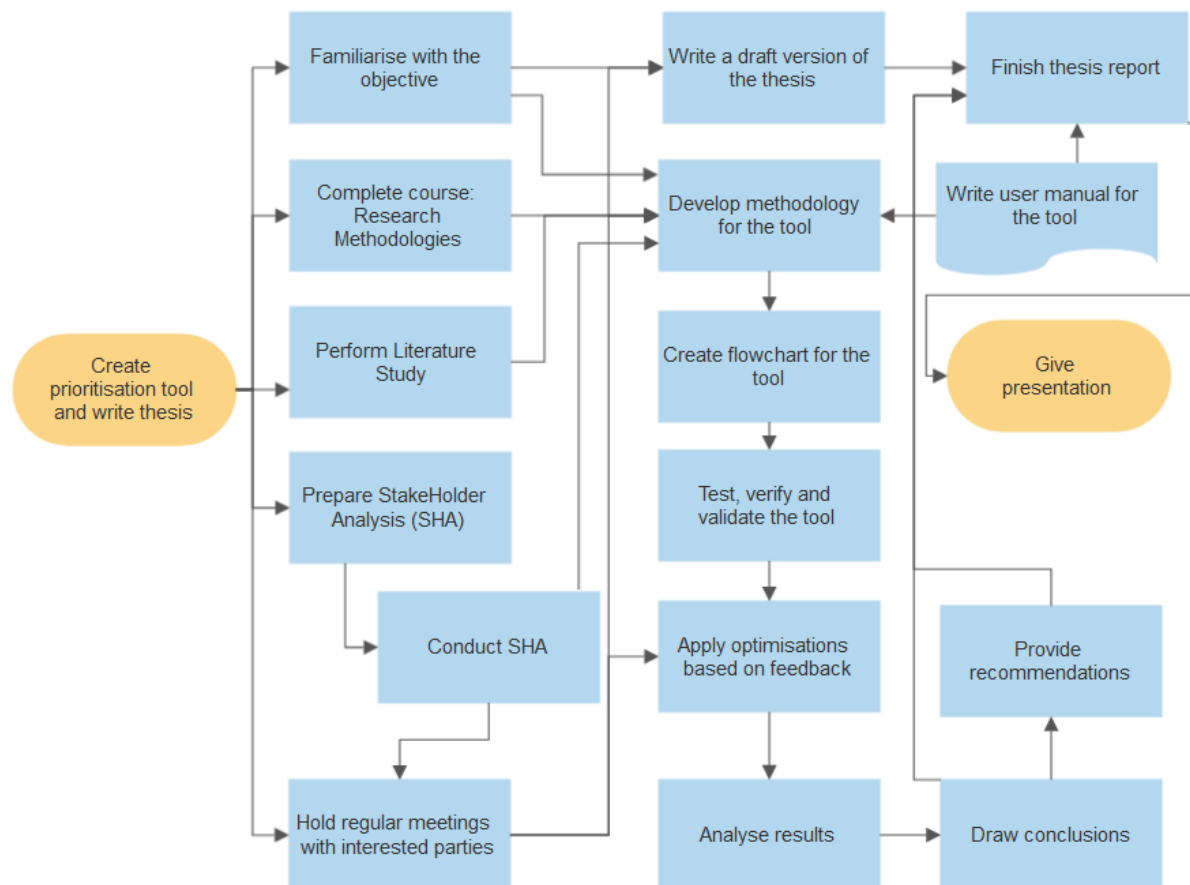 Familiarise with the
objective
Write a draft version of
the thesis
Finish thesis report
Complete course:
Research
Methodologies
Develop methodology
for the tool
Write user manual for
the tool
Create
prioritisation tool
and write thesis
Perform Literature
Study
Create flowchart for the
tool
Give
presentation
Prepare StakeHolder
Analysis (SHA)
Test, verify and
validate the tool
Conduct SHA
Apply optimisations
based on feedback
Provide
recommendations
Hold regular meetings
with interested parties
Analyse results
Draw conclusions